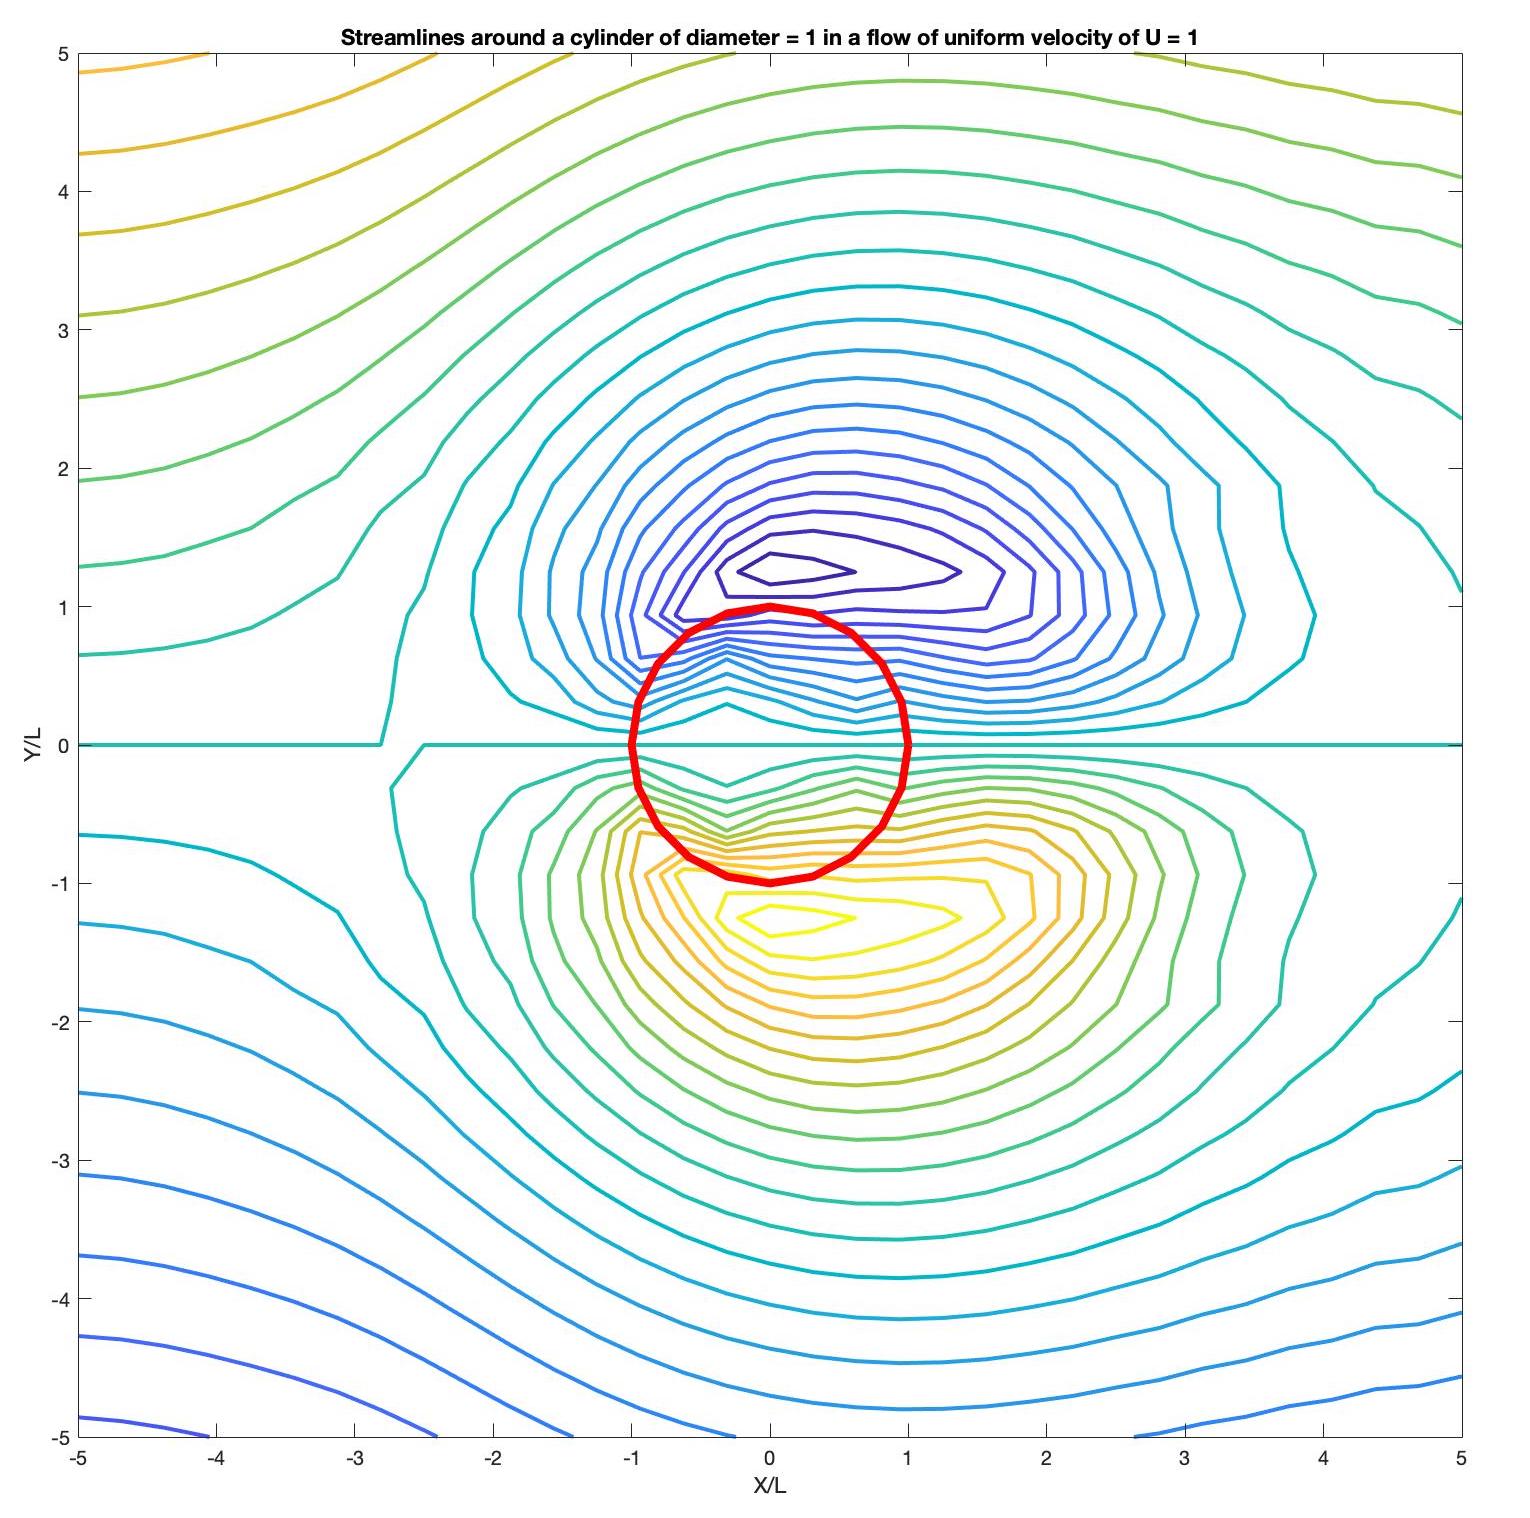 Streamlines around a cylinder of diameter = 1 in a flow of uniform velocity of U = 1
5
4
3
2
1
0
-1
-2
-3
-4
-5
Y/L
-5 -4 -3 -2 -1 0 1 2 3 4 5
X/L